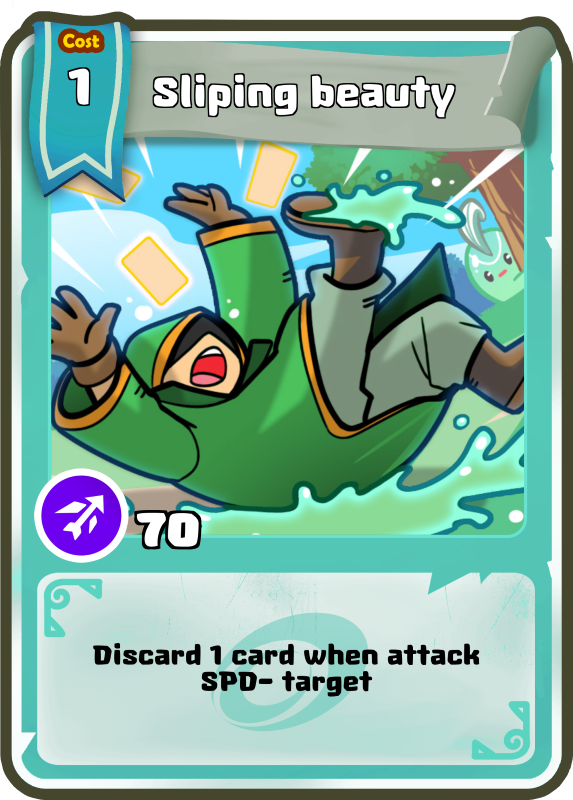 Cost
1
Sliping beauty
70
Discard 1 card when attack
SPD- target